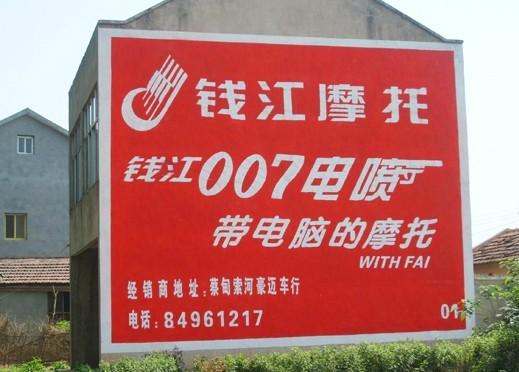 钱江摩托
钱江007电喷
带电脑的摩托
WITH FAI
经销商地址:蔡甸索河豪迈车行
电话:84961217
01